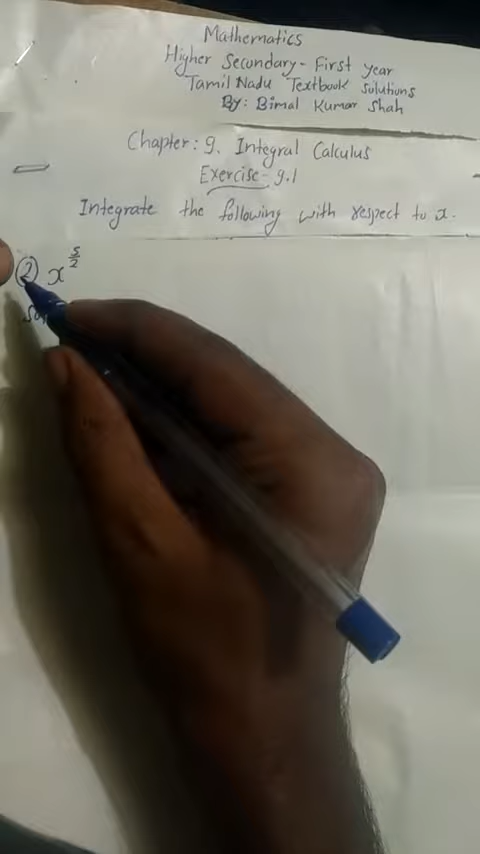 Mathematics
Higher Secundary - First year
Tamil Nadu Textbook Solutions
By: Bimal Kumar Shah
Chapter: 9. Integral Calculus
Exercise - 9.1
Integrate the following with respect to x.
② x^5/2